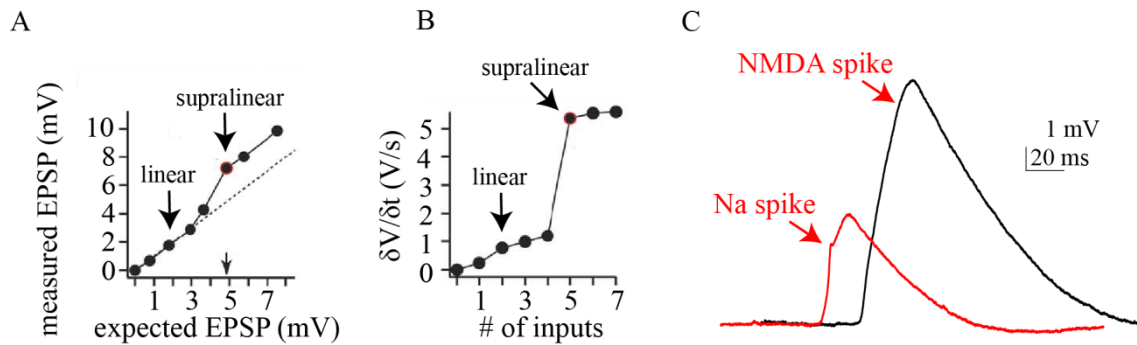 A
measured EPSP (mV)
10
8
6
4
2
0
supralinear
linear
1 3 5 7
expected EPSP (mV)
B
δV/δt (V/s)
5
4
3
2
1
0
supralinear
linear
1 3 5 7
# of inputs
C
NMDA spike
Na spike
1 mV
20 ms